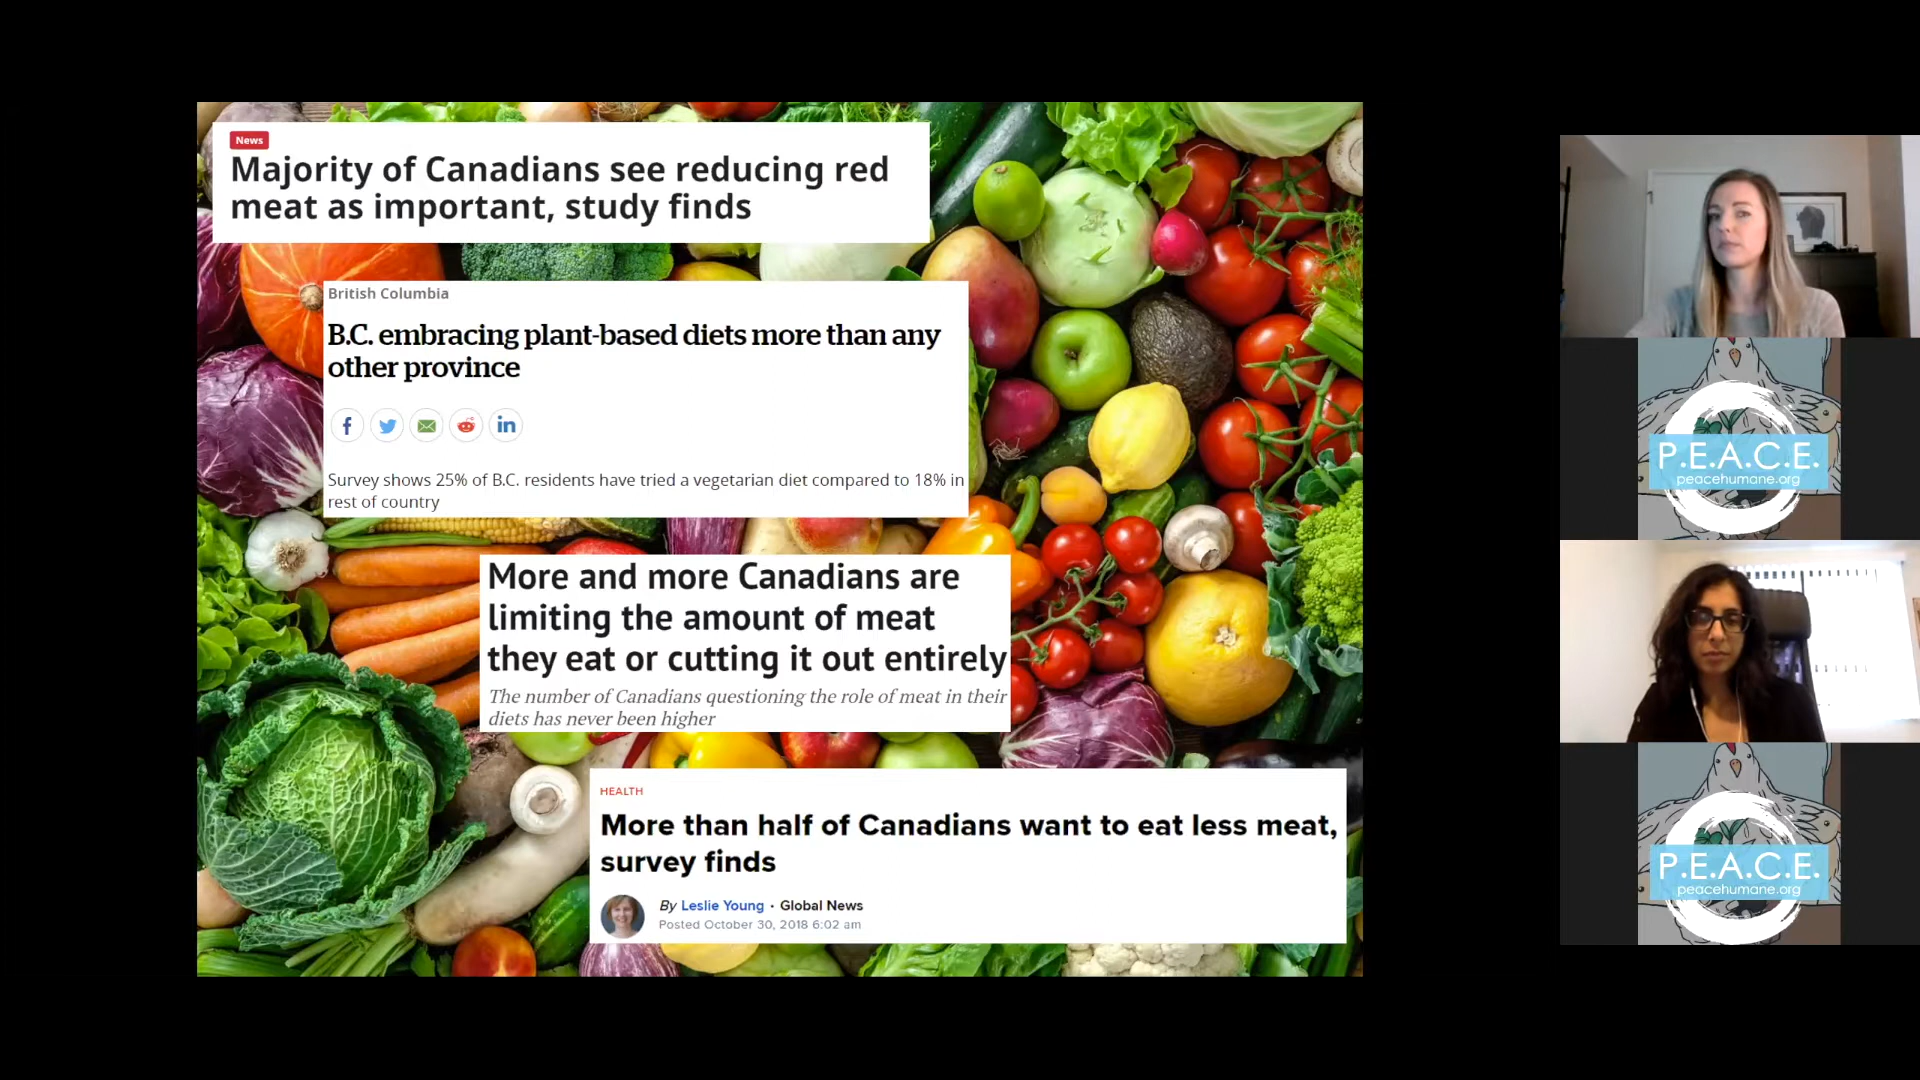 News
Majority of Canadians see reducing red
meat as important, study finds
British Columbia
B.C. embracing plant-based diets more than any
other province
Survey shows 25% of B.C. residents have tried a vegetarian diet compared to 18% in
rest of country
More and more Canadians are
limiting the amount of meat
they eat or cutting it out entirely
The number of Canadians questioning the role of meat in their
diets has never been higher
HEALTH
More than half of Canadians want to eat less meat,
survey finds
By Leslie Young • Global News
Posted October 30, 2018 6:02 am
P.E.A.C.E.
peacehumane.org
P.E.A.C.E.
peacehumane.org